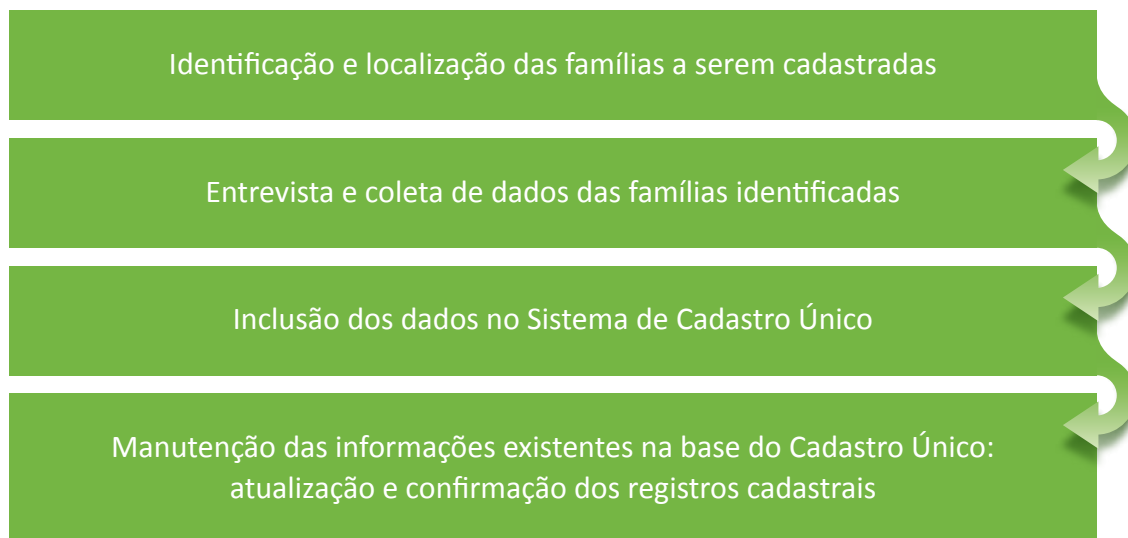 Identificação e localização das famílias a serem cadastradas
Entrevista e coleta de dados das famílias identificadas
Inclusão dos dados no Sistema de Cadastro Único
Manutenção das informações existentes na base do Cadastro Único:
atualização e confirmação dos registros cadastrais